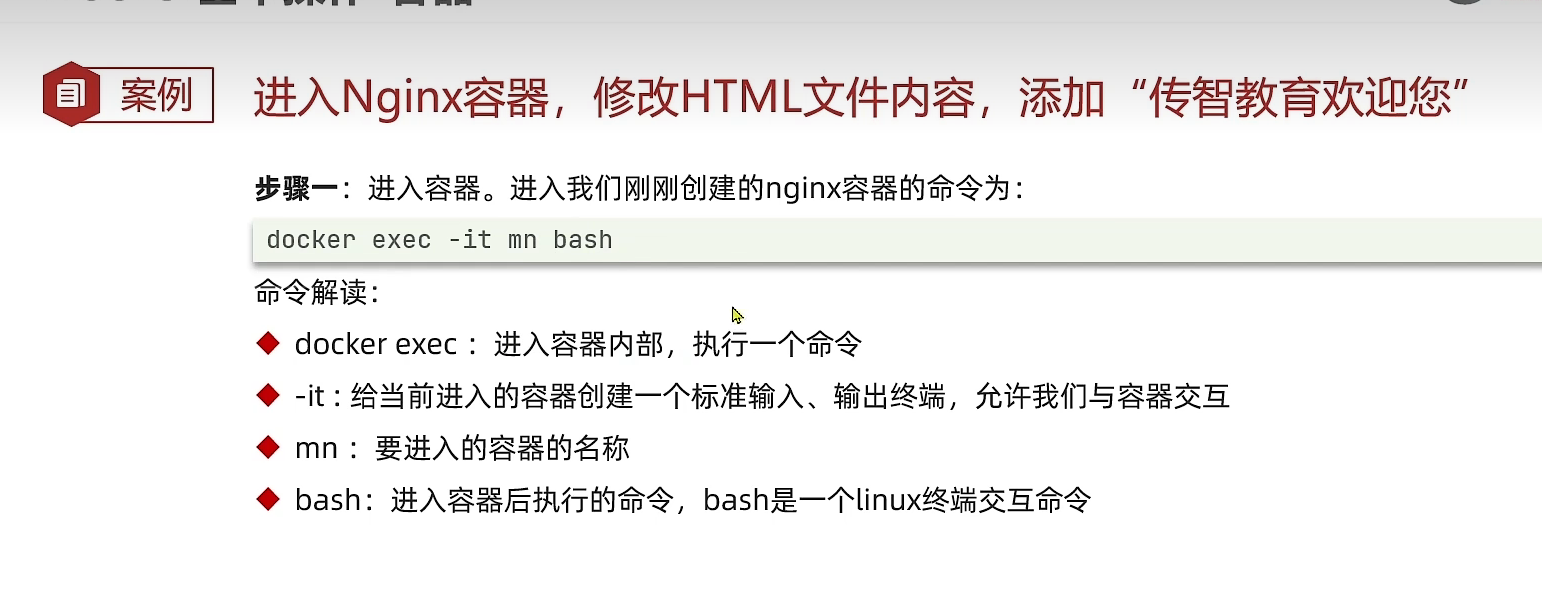 案例
进入Nginx容器，修改HTML文件内容，添加“传智教育欢迎您”
步骤一：进入容器。进入我们刚刚创建的nginx容器的命令为：
docker exec -it mn bash
命令解读：
docker exec ：进入容器内部，执行一个命令
-it : 给当前进入的容器创建一个标准输入、输出终端，允许我们与容器交互
mn ：要进入的容器的名称
bash：进入容器后执行的命令，bash是一个linux终端交互命令